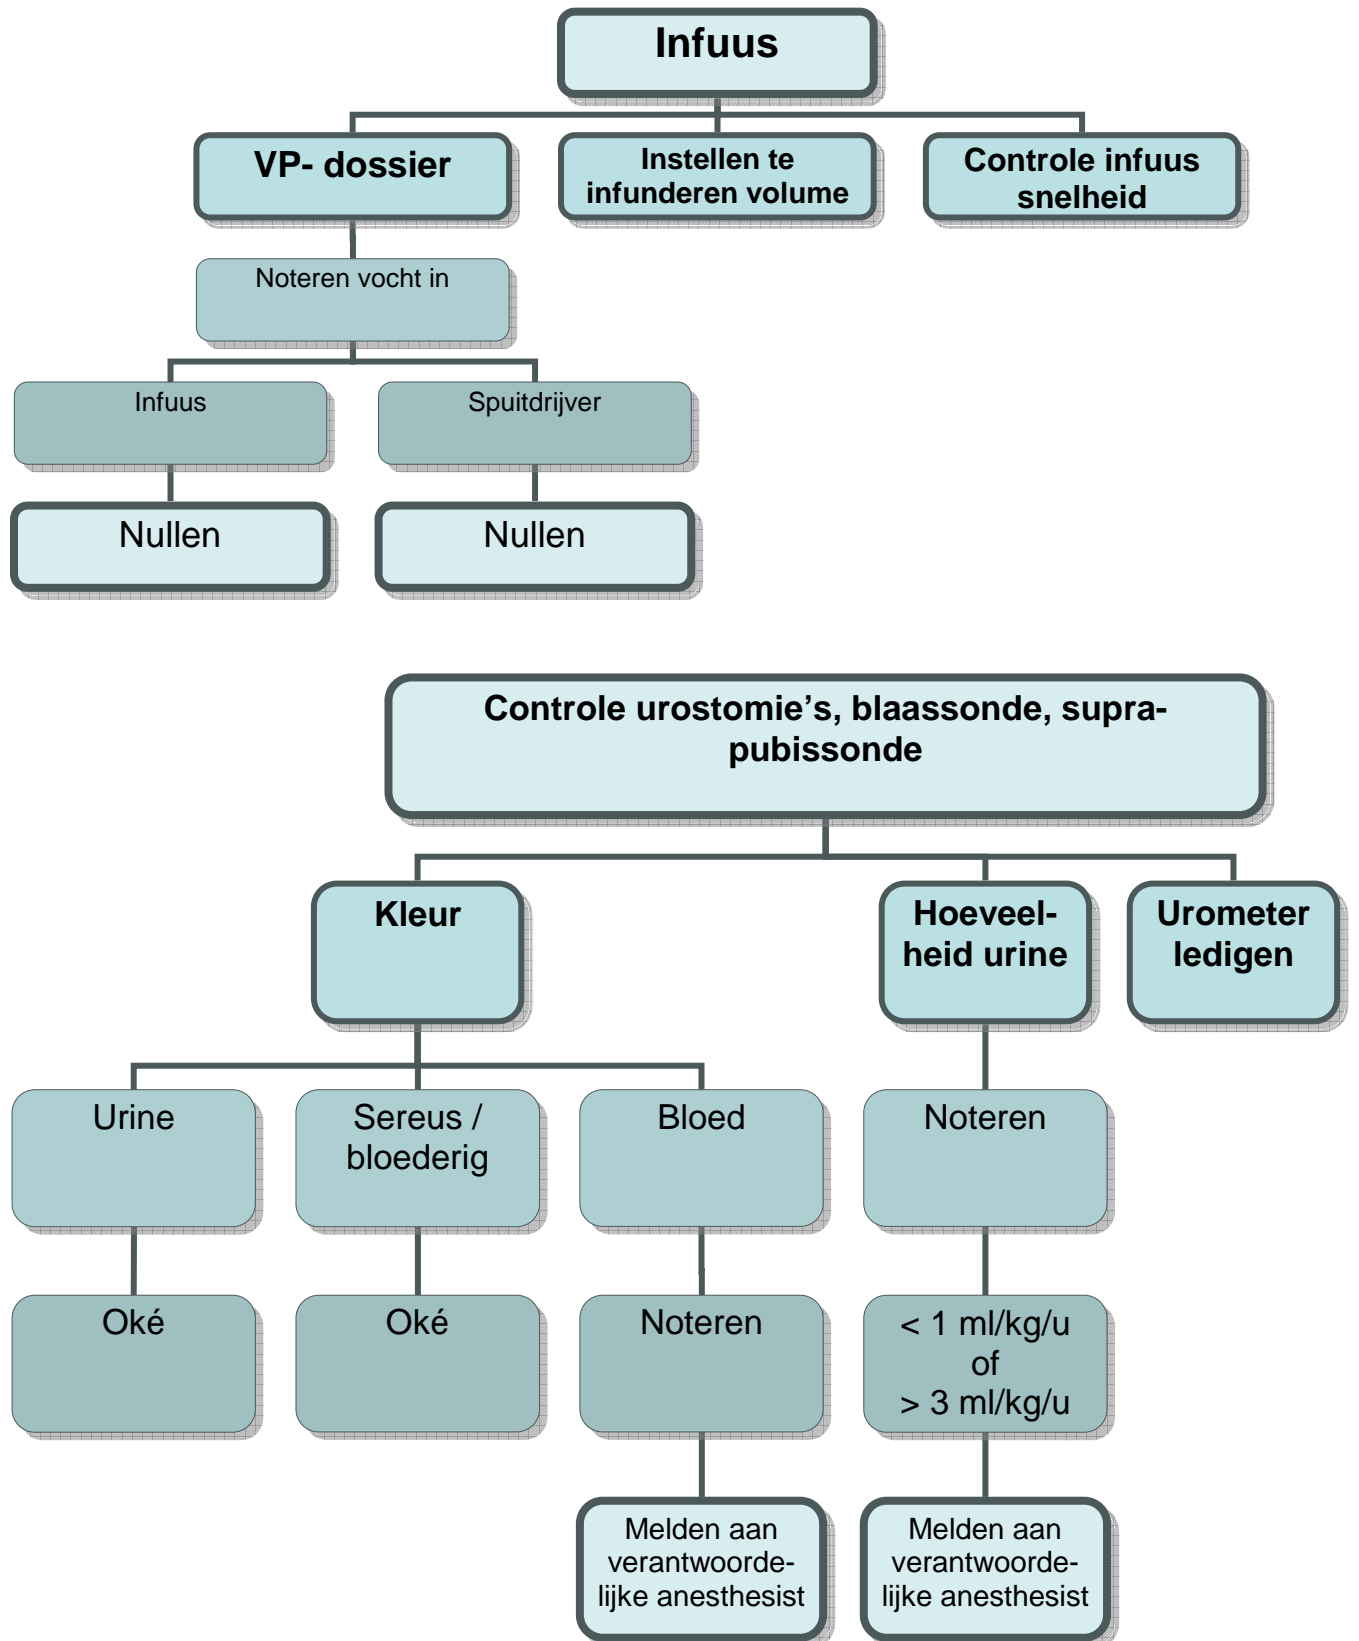 Infuus
VP- dossier
Instellen te
infunderen volume
Controle infuus
snelheid
Noteren vocht in
Infuus
Spuitdrijver
Nullen
Nullen
Controle urostomie's, blaassonde, supra-
pubissonde
Kleur
Hoeveel-
heid urine
Urometer
ledigen
Urine
Sereus /
bloederig
Bloed
Noteren
Oké
Oké
Noteren
< 1 ml/kg/u
of
> 3 ml/kg/u
Melden aan
verantwoorde-
lijke anesthesist
Melden aan
verantwoorde-
lijke anesthesist